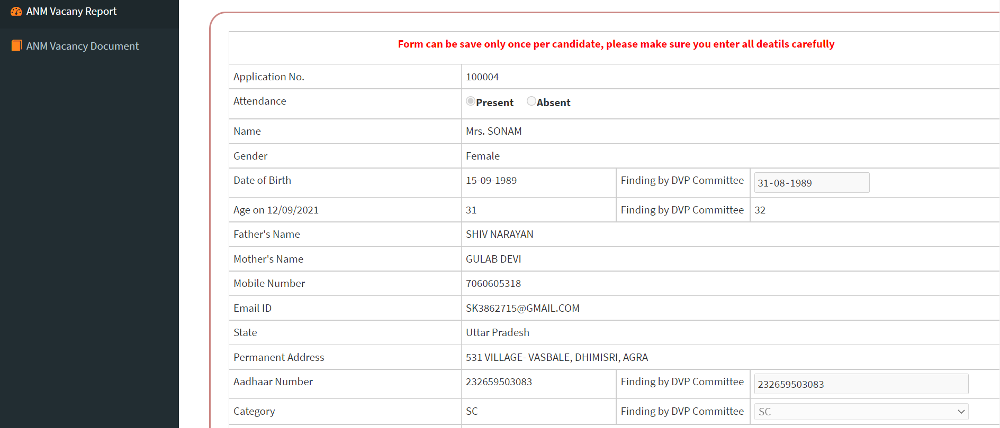 ANM Vacany Report
ANM Vacancy Document
Form can be save only once per candidate, please make sure you enter all deatils carefully
Application No. 100004
Attendance Present Absent
Name Mrs. SONAM
Gender Female
Date of Birth 15-09-1989 Finding by DVP Committee 31-08-1989
Age on 12/09/2021 31 Finding by DVP Committee 32
Father's Name SHIV NARAYAN
Mother's Name GULAB DEVI
Mobile Number 7060605318
Email ID SK3862715@GMAIL.COM
State Uttar Pradesh
Permanent Address 531 VILLAGE- VASBALE, DHIMISRI, AGRA
Aadhaar Number 232659503083 Finding by DVP Committee 232659503083
Category SC Finding by DVP Committee SC